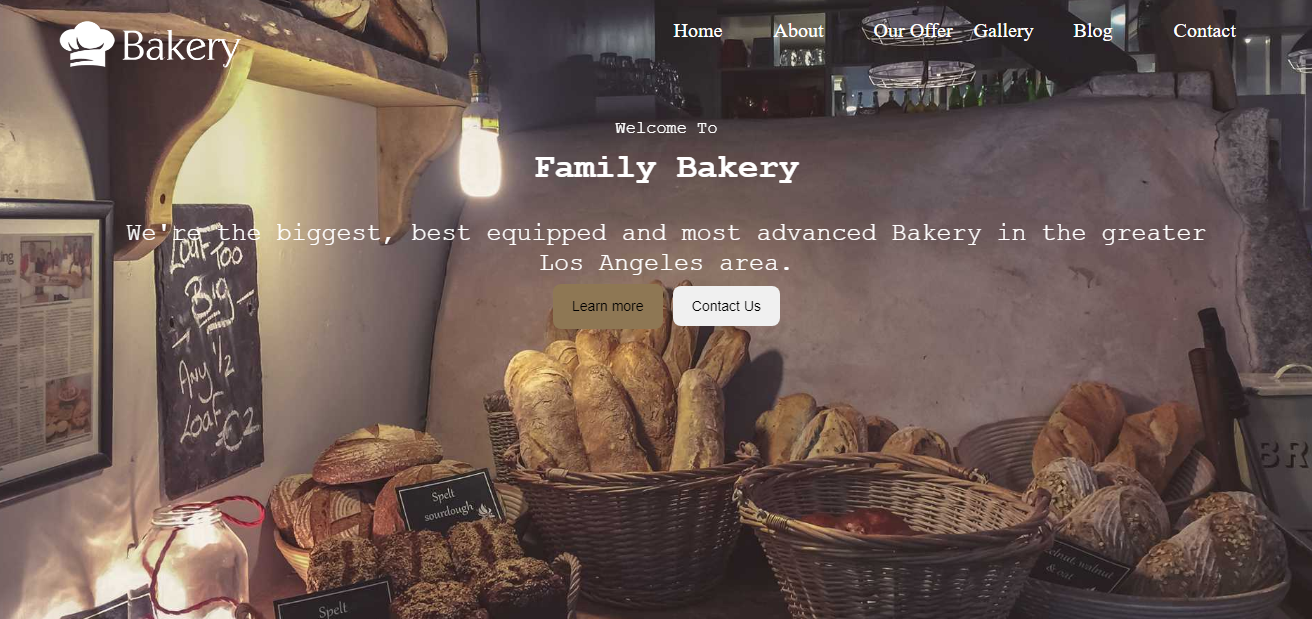 Bakery
Home About Our Offer Gallery Blog Contact
Welcome To
Family Bakery
We're the biggest, best equipped and most advanced Bakery in the greater
Los Angeles area.
Learn more Contact Us
Loaf Too
Big
Any 1/2
Loaf
£2
Spelt
sourdough
Spelt
walnut
& oat
BR